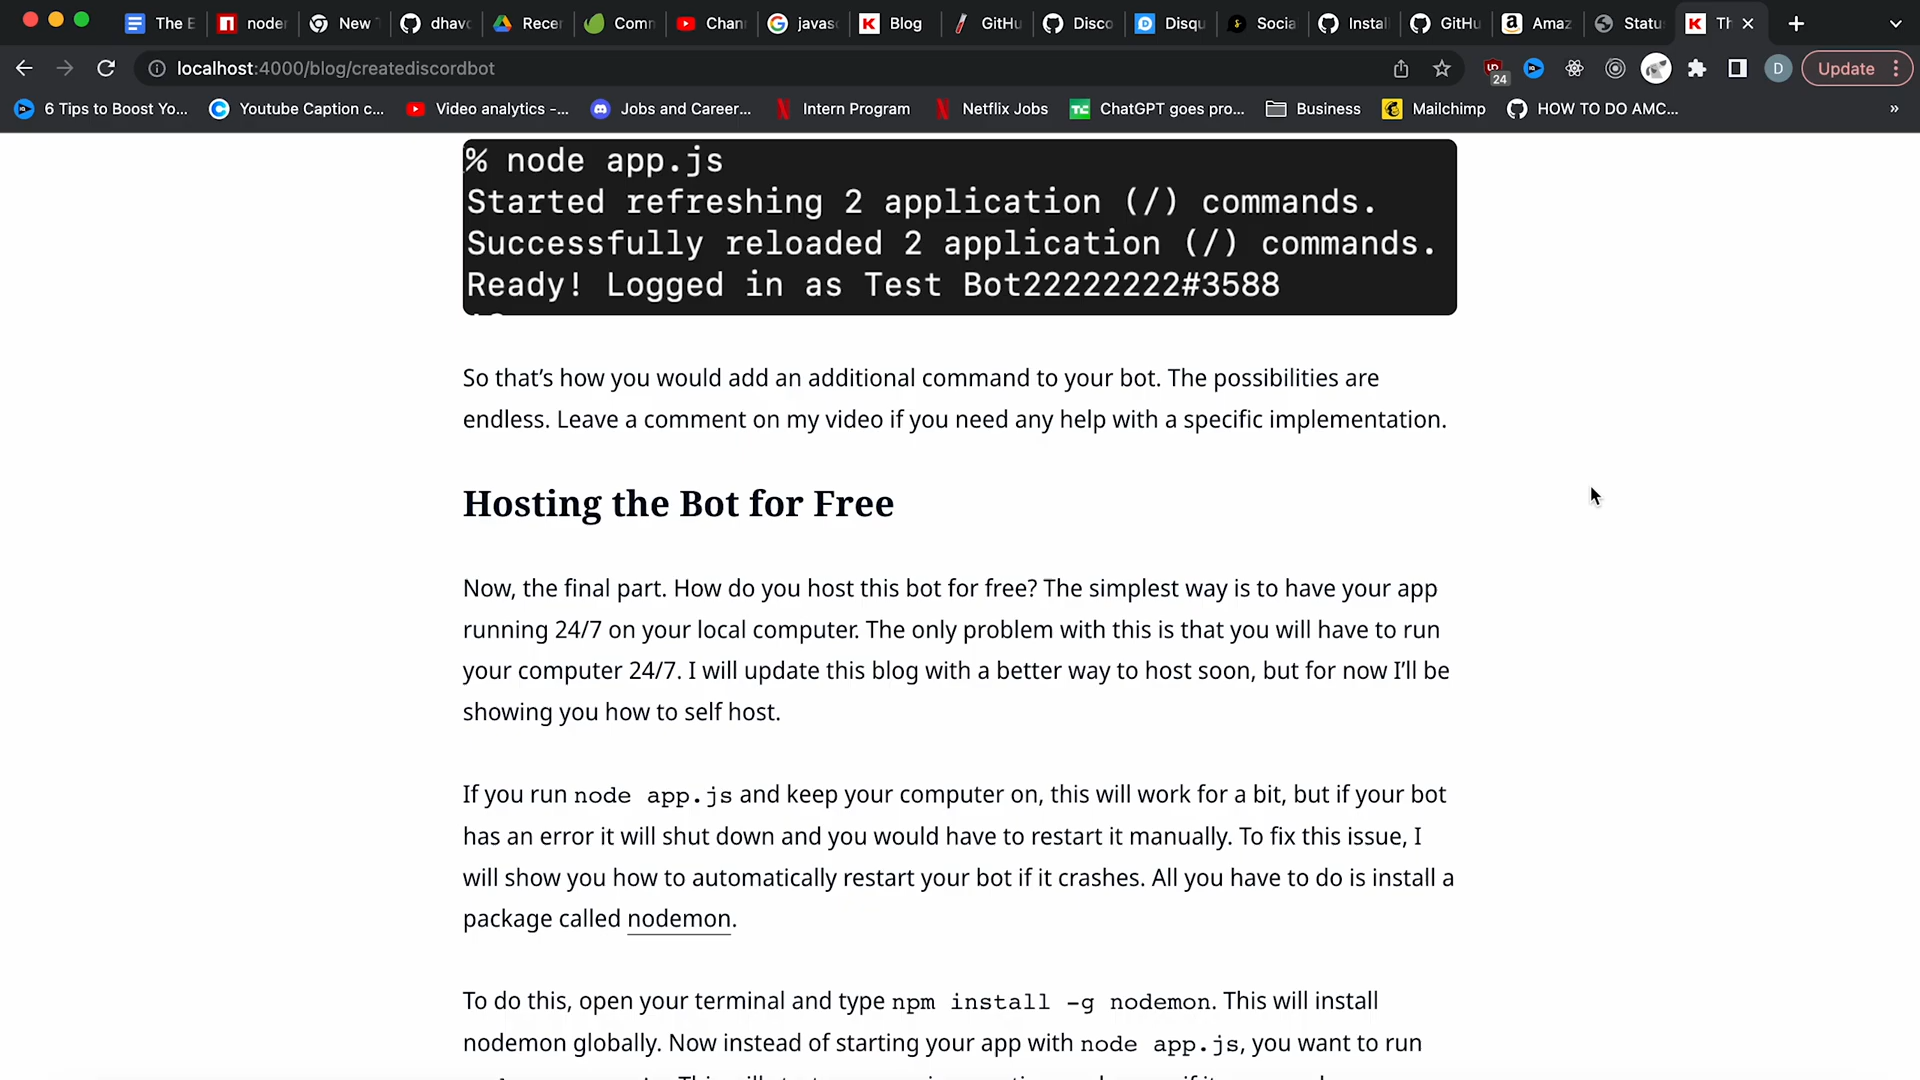 The E
noder
New T
dhavo
Recen
Comm
Chann
javasc
Blog
GitHu
Disco
Disqu
Socia
Install
GitHu
Amaz
Statu
Th
localhost:4000/blog/creatediscordbot
24
D
Update
6 Tips to Boost Yo...
Youtube Caption c...
Video analytics -...
Jobs and Career...
Intern Program
Netflix Jobs
ChatGPT goes pro...
Business
Mailchimp
HOW TO DO AMC...
»
% node app.js
Started refreshing 2 application (/) commands.
Successfully reloaded 2 application (/) commands.
Ready! Logged in as Test Bot22222222#3588
So that’s how you would add an additional command to your bot. The possibilities are
endless. Leave a comment on my video if you need any help with a specific implementation.
Hosting the Bot for Free
Now, the final part. How do you host this bot for free? The simplest way is to have your app
running 24/7 on your local computer. The only problem with this is that you will have to run
your computer 24/7. I will update this blog with a better way to host soon, but for now I’ll be
showing you how to self host.
If you run node app.js and keep your computer on, this will work for a bit, but if your bot
has an error it will shut down and you would have to restart it manually. To fix this issue, I
will show you how to automatically restart your bot if it crashes. All you have to do is install a
package called nodemon.
To do this, open your terminal and type npm install -g nodemon. This will install
nodemon globally. Now instead of starting your app with node app.js, you want to run